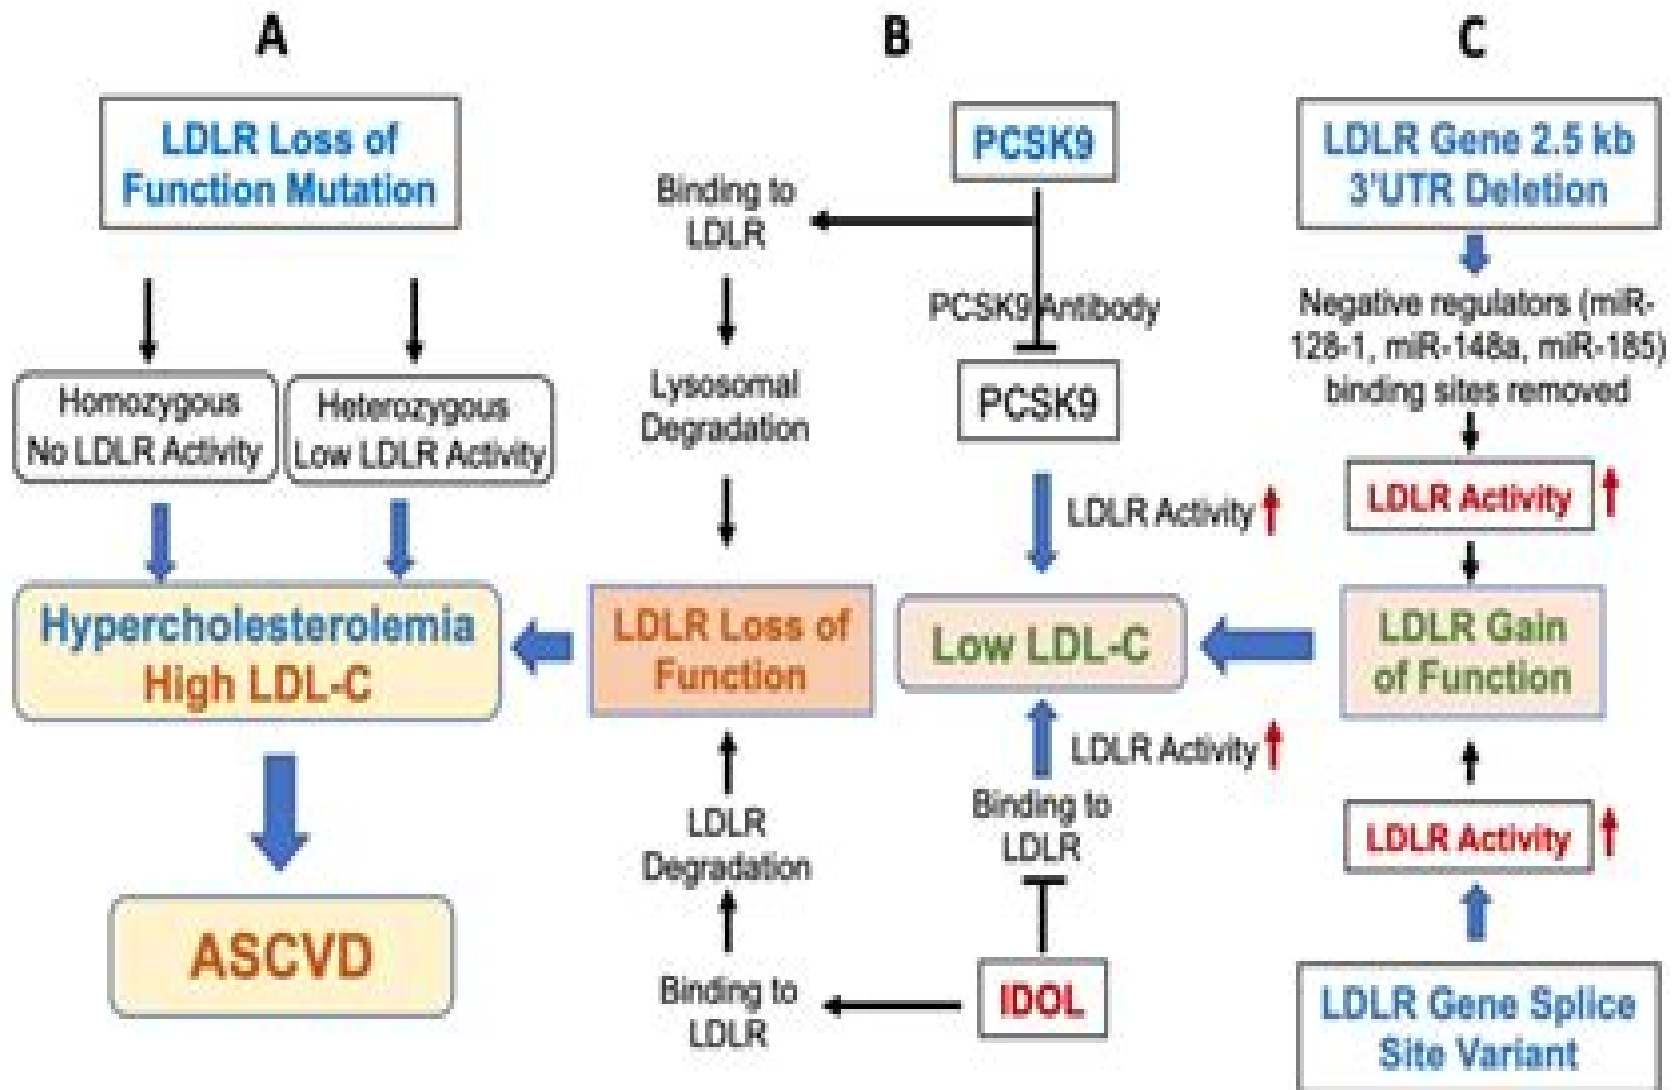 A
LDLR Loss of
Function Mutation
Homozygous
No LDLR Activity
Heterozygous
Low LDLR Activity
Hypercholesterolemia
High LDL-C
ASCVD
B
PCSK9
Binding to
LDLR
PCSK9 Antibody
Lysosomal
Degradation
PCSK9
LDLR Activity
LDLR Loss of
Function
Low LDL-C
LDLR Activity
LDLR
Degradation
Binding to
LDLR
Binding to
LDLR
IDOL
C
LDLR Gene 2.5 kb
3'UTR Deletion
Negative regulators (miR-
128-1, miR-148a, miR-185)
binding sites removed
LDLR Activity
LDLR Gain
of Function
LDLR Activity
LDLR Gene Splice
Site Variant